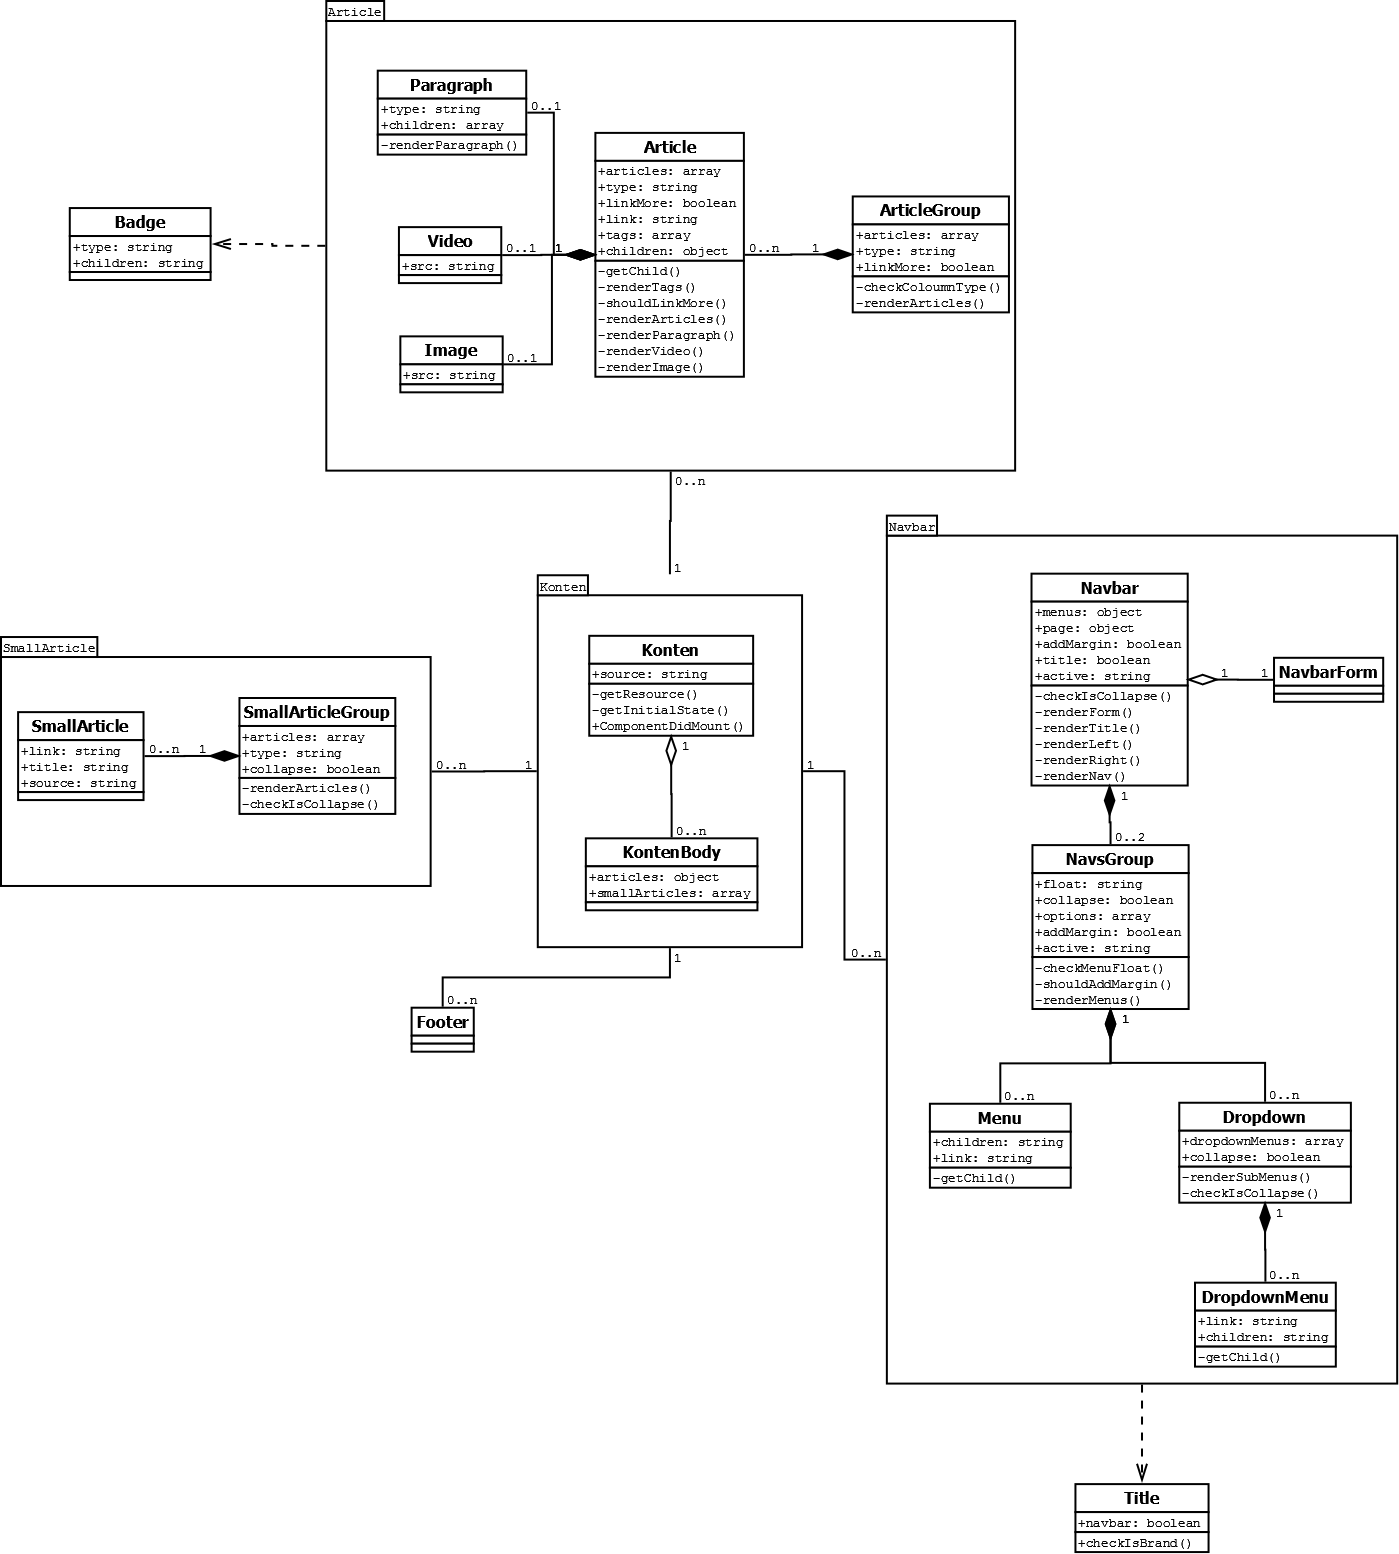 Article
Paragraph
+type: string
+children: array
-renderParagraph()
0..1
Article
+articles: array
+type: string
+linkMore: boolean
+link: string
+tags: array
+children: object
-getChild()
-renderTags()
-shouldLinkMore()
-renderArticles()
-renderParagraph()
-renderVideo()
-renderImage()
ArticleGroup
+articles: array
+type: string
+linkMore: boolean
-checkColoumnType()
-renderArticles()
0..n
1
Badge
+type: string
+children: string
Video
+src: string
0..1
1
Image
+src: string
0..1
0..n
1
Navbar
Navbar
+menus: object
+page: object
+addMargin: boolean
+title: boolean
+active: string
-checkIsCollapse()
-renderForm()
-renderTitle()
-renderLeft()
-renderRight()
-renderNav()
1
1
NavbarForm
Konten
Konten
+source: string
-getResource()
-getInitialState()
+ComponentDidMount()
1
0..n
KontenBody
+articles: object
+smallArticles: array
SmallArticle
SmallArticle
+link: string
+title: string
+source: string
0..n
1
SmallArticleGroup
+articles: array
+type: string
+collapse: boolean
-renderArticles()
-checkIsCollapse()
0..n
1
1
0..n
1
0..2
NavsGroup
+float: string
+collapse: boolean
+options: array
+addMargin: boolean
+active: string
-checkMenuFloat()
-shouldAddMargin()
-renderMenus()
1
1
0..n
Footer
0..n
Menu
+children: string
+link: string
-getChild()
0..n
Dropdown
+dropdownMenus: array
+collapse: boolean
-renderSubMenus()
-checkIsCollapse()
1
0..n
DropdownMenu
+link: string
+children: string
-getChild()
Title
+navbar: boolean
+checkIsBrand()